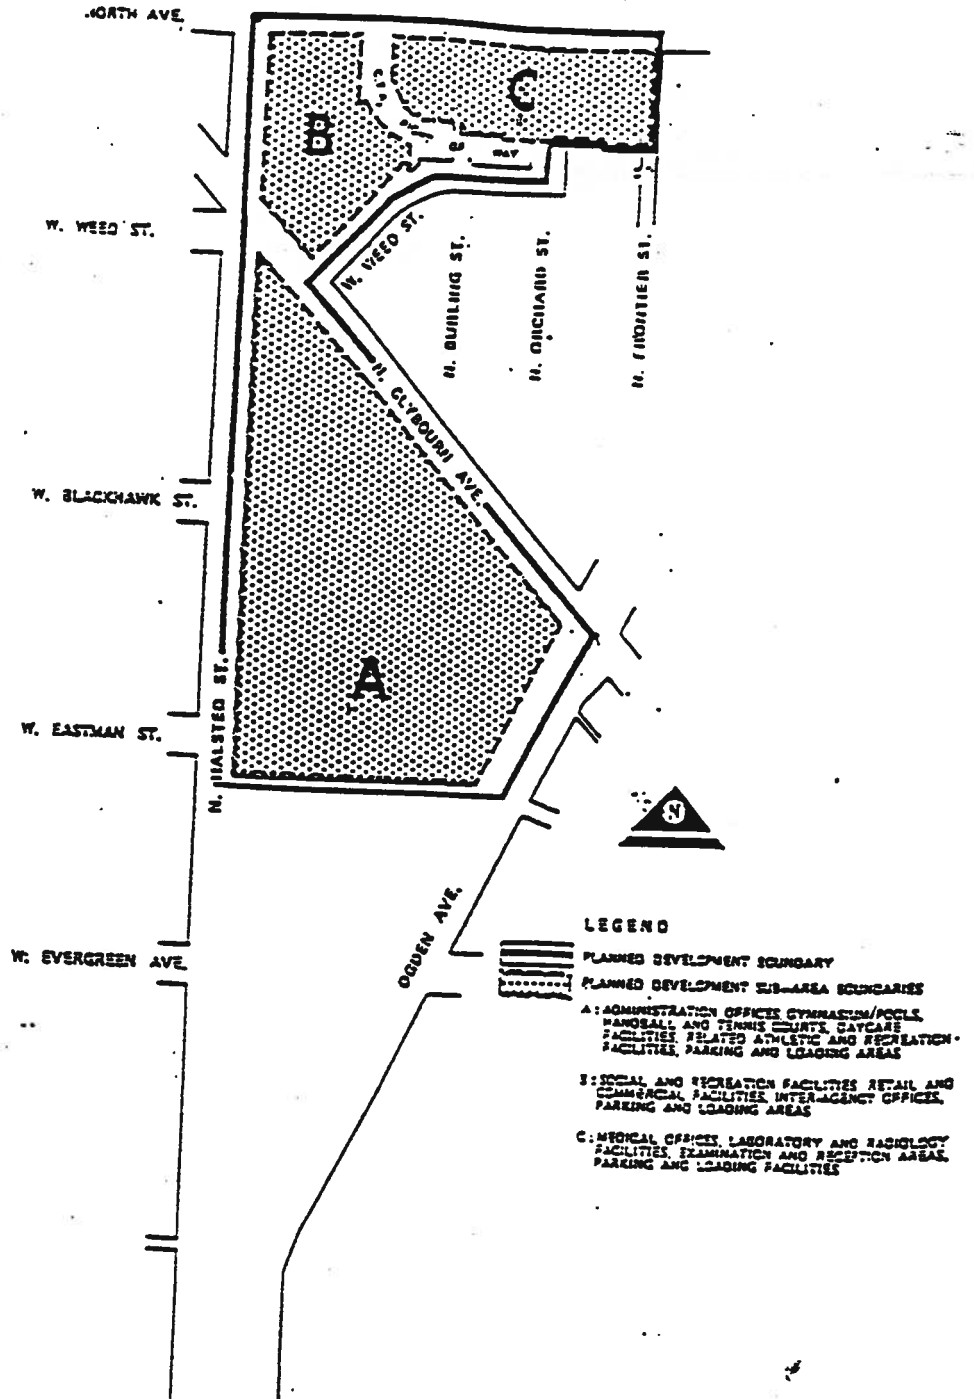 NORTH AVE.
B
C
C.T.A.
OF
WAY
W. WEED ST.
W. WEED ST.
N. ORCHARD ST.
N. FRONTIER ST.
N. CLYBOURN AVE.
W. BLACKHAWK ST.
A
W. EASTMAN ST.
N. HALSTED ST.
N
W. EVERGREEN AVE.
OGDEN AVE.
LEGEND
PLANNED DEVELOPMENT BOUNDARY
PLANNED DEVELOPMENT SUB-AREA BOUNDARIES
A: ADMINISTRATION OFFICES, GYMNASIUM/POOLS,
HANDBALL AND TENNIS COURTS, DAYCARE
FACILITIES, RELATED ATHLETIC AND RECREATION
FACILITIES, PARKING AND LOADING AREAS
B: SOCIAL AND RECREATION FACILITIES, RETAIL AND
COMMERCIAL FACILITIES, INTER-AGENCY OFFICES,
PARKING AND LOADING AREAS
C: MEDICAL OFFICES, LABORATORY AND RADIOLOGY
FACILITIES, EXAMINATION AND RECEPTION AREAS,
PARKING AND LOADING FACILITIES